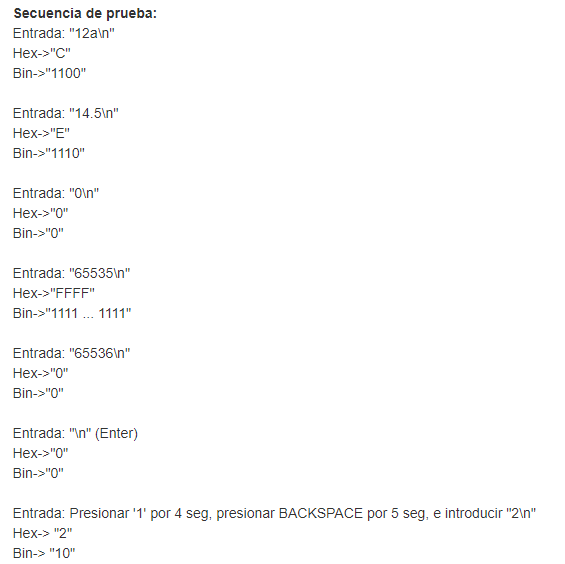 Secuencia de prueba:
Entrada: "12a\n"
Hex->"C"
Bin->"1100"
Entrada: "14.5\n"
Hex->"E"
Bin->"1110"
Entrada: "0\n"
Hex->"0"
Bin->"0"
Entrada: "65535\n"
Hex->"FFFF"
Bin->"1111 ... 1111"
Entrada: "65536\n"
Hex->"0"
Bin->"0"
Entrada: "\n" (Enter)
Hex->"0"
Bin->"0"
Entrada: Presionar '1' por 4 seg, presionar BACKSPACE por 5 seg, e introducir "2\n"
Hex-> "2"
Bin-> "10"